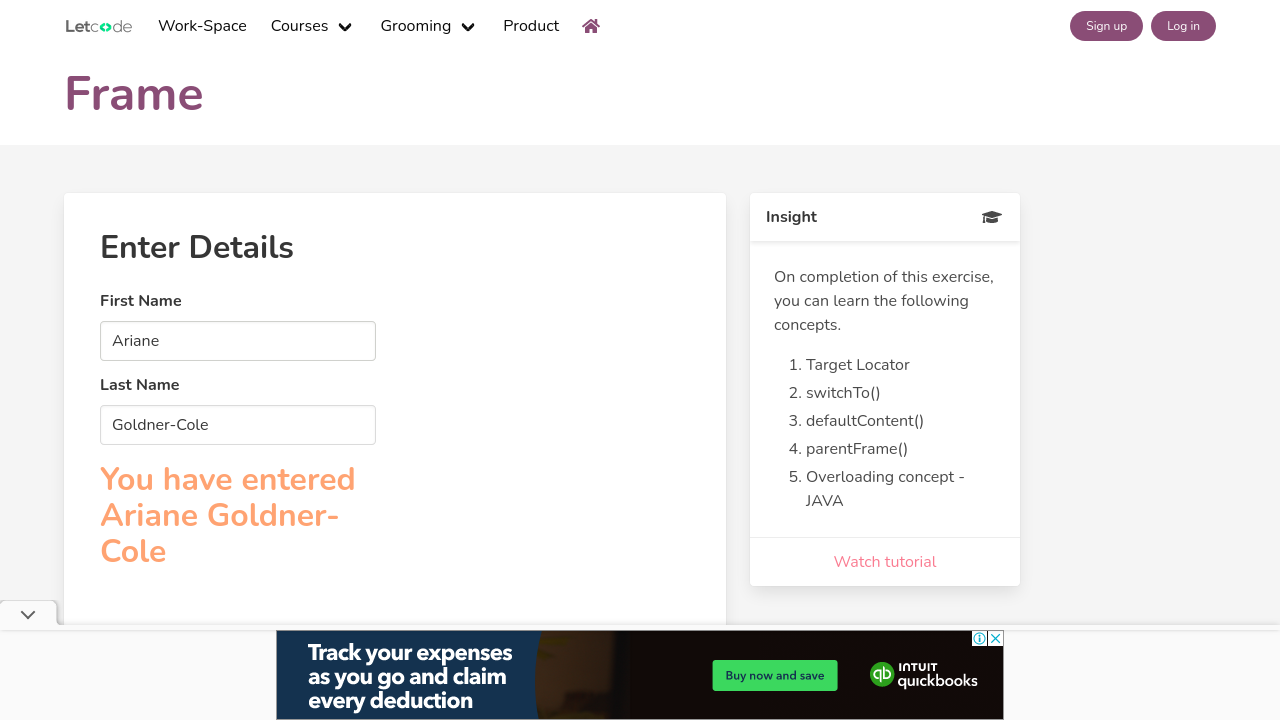 Letcode Work-Space Courses Grooming Product Sign up Log in
Frame
Enter Details
First Name
Ariane
Last Name
Goldner-Cole
You have entered
Ariane Goldner-
Cole
Insight
On completion of this exercise,
you can learn the following
concepts.
1. Target Locator
2. switchTo()
3. defaultContent()
4. parentFrame()
5. Overloading concept -
JAVA
Watch tutorial
Track your expenses
as you go and claim
every deduction
Buy now and save
qb INTUIT
quickbooks